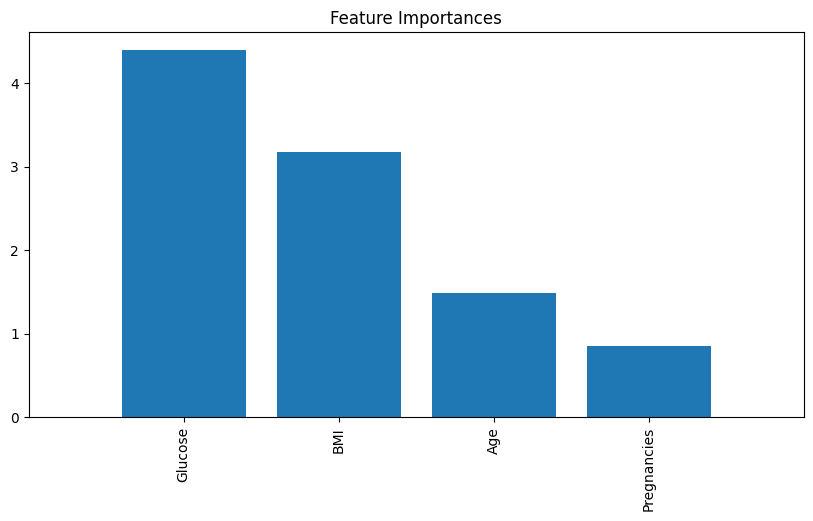 Feature Importances
4
3
2
1
0
Glucose
BMI
Age
Pregnancies